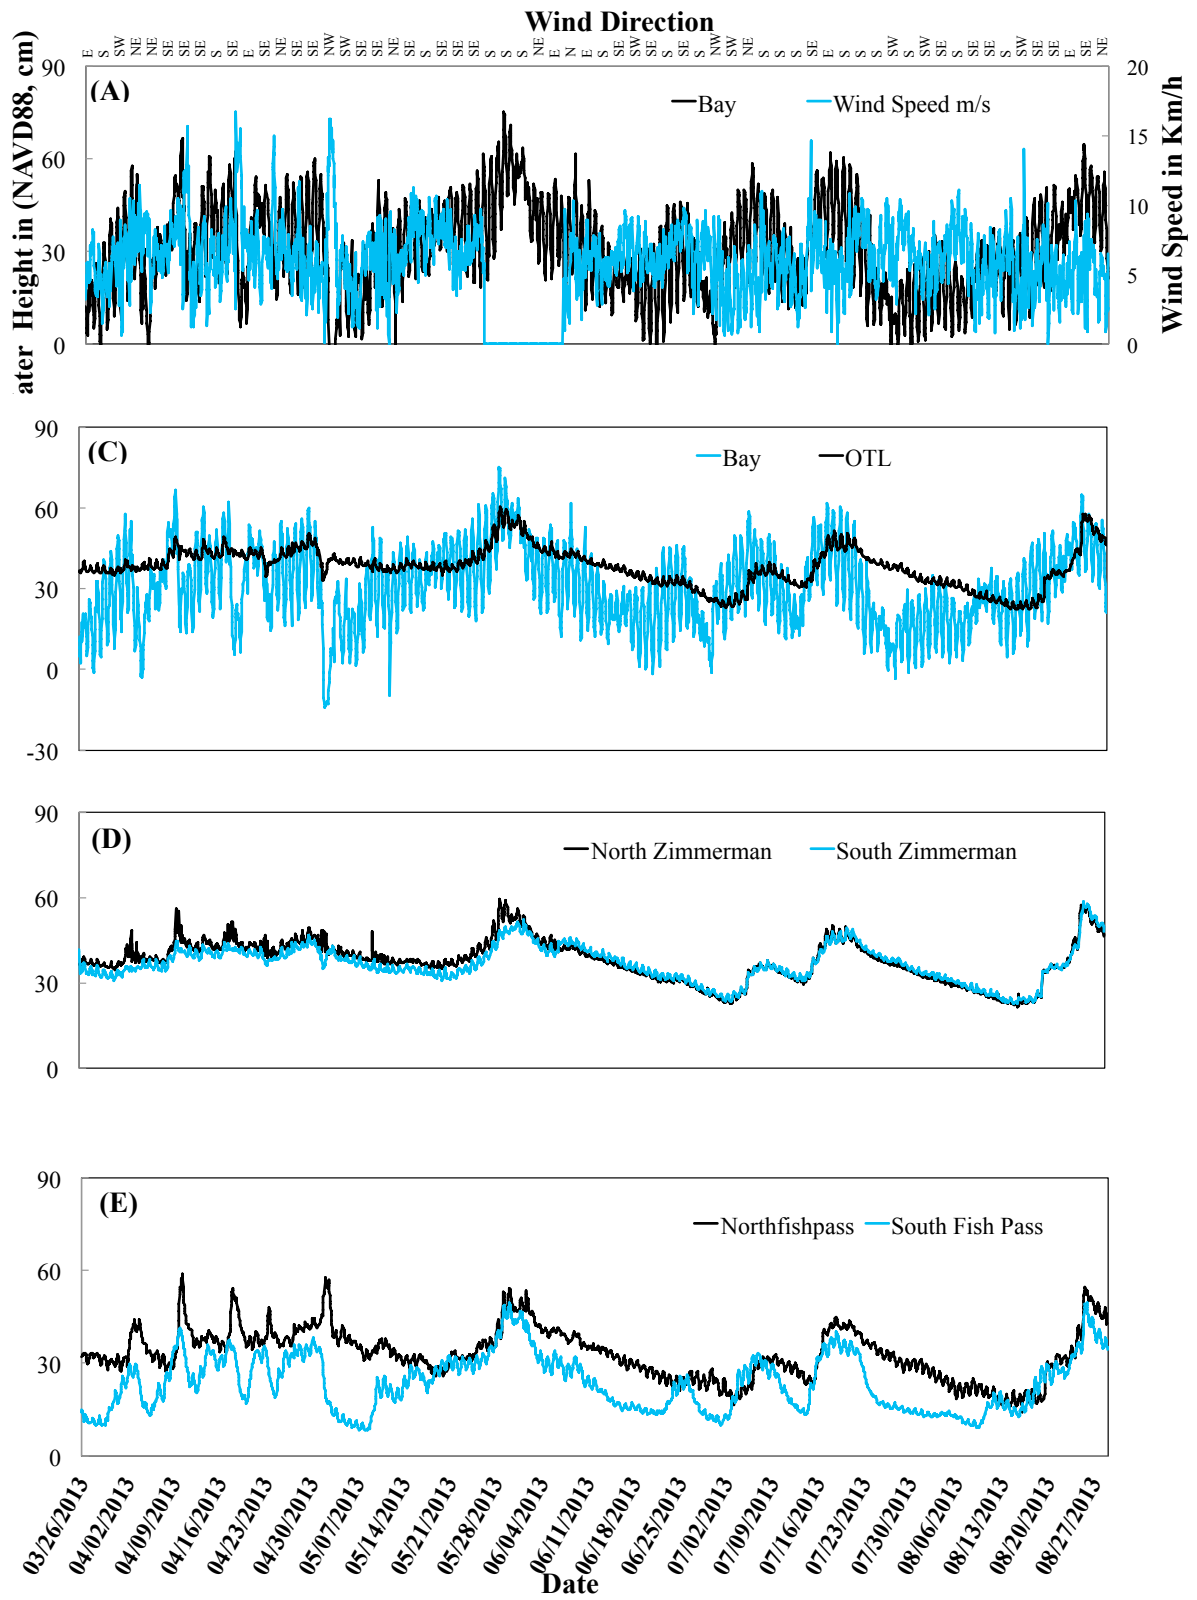 Wind Direction
E S SW NE NE SE SE SE S SE E SE NE SE SE NW SW SE SE NE SE S SE SE SE S S S NE E N E S SE SW SE S SE S NW SW NE S S S SE E S S S SW S SW SE S SE SE S SW SE SE E SE NE
(A)
Bay
Wind Speed m/s
90
60
30
0
20
15
10
5
0
ater Height in (NAVD88, cm)
Wind Speed in Km/h
(C)
Bay
OTL
90
60
30
0
-30
(D)
North Zimmerman
South Zimmerman
90
60
30
0
(E)
Northfishpass
South Fish Pass
90
60
30
0
03/26/2013
04/02/2013
04/09/2013
04/16/2013
04/23/2013
04/30/2013
05/07/2013
05/14/2013
05/21/2013
05/28/2013
06/04/2013
06/11/2013
06/18/2013
06/25/2013
07/02/2013
07/09/2013
07/16/2013
07/23/2013
07/30/2013
08/06/2013
08/13/2013
08/20/2013
08/27/2013
Date